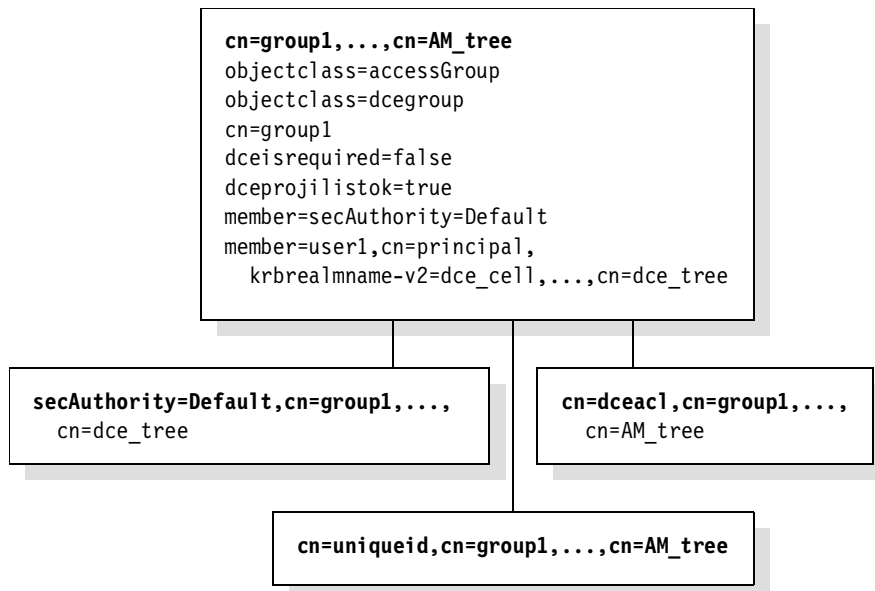 cn=group1,...,cn=AM_tree
objectclass=accessGroup
objectclass=dcegroup
cn=group1
dceisrequired=false
dceprojilistok=true
member=secAuthority=Default
member=user1,cn=principal,
krbrealmname-v2=dce_cell,...,cn=dce_tree
secAuthority=Default,cn=group1,...,
cn=dce_tree
cn=dceacl,cn=group1,...,
cn=AM_tree
cn=uniqueid,cn=group1,...,cn=AM_tree